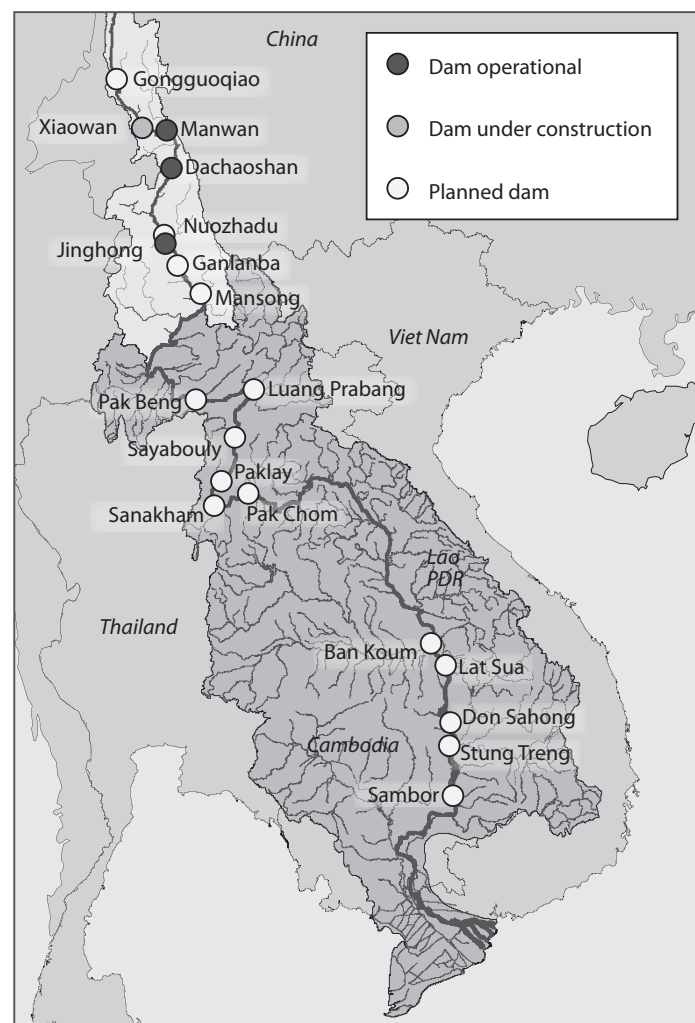 China
Dam operational
Dam under construction
Planned dam
Gongguoqiao
Xiaowan
Manwan
Dachaoshan
Nuozhadu
Jinghong
Ganlanba
Mansong
Viet Nam
Luang Prabang
Pak Beng
Sayabouly
Paklay
Sanakham
Pak Chom
Lao
PDR
Thailand
Ban Koum
Lat Sua
Don Sahong
Cambodia
Stung Treng
Sambor